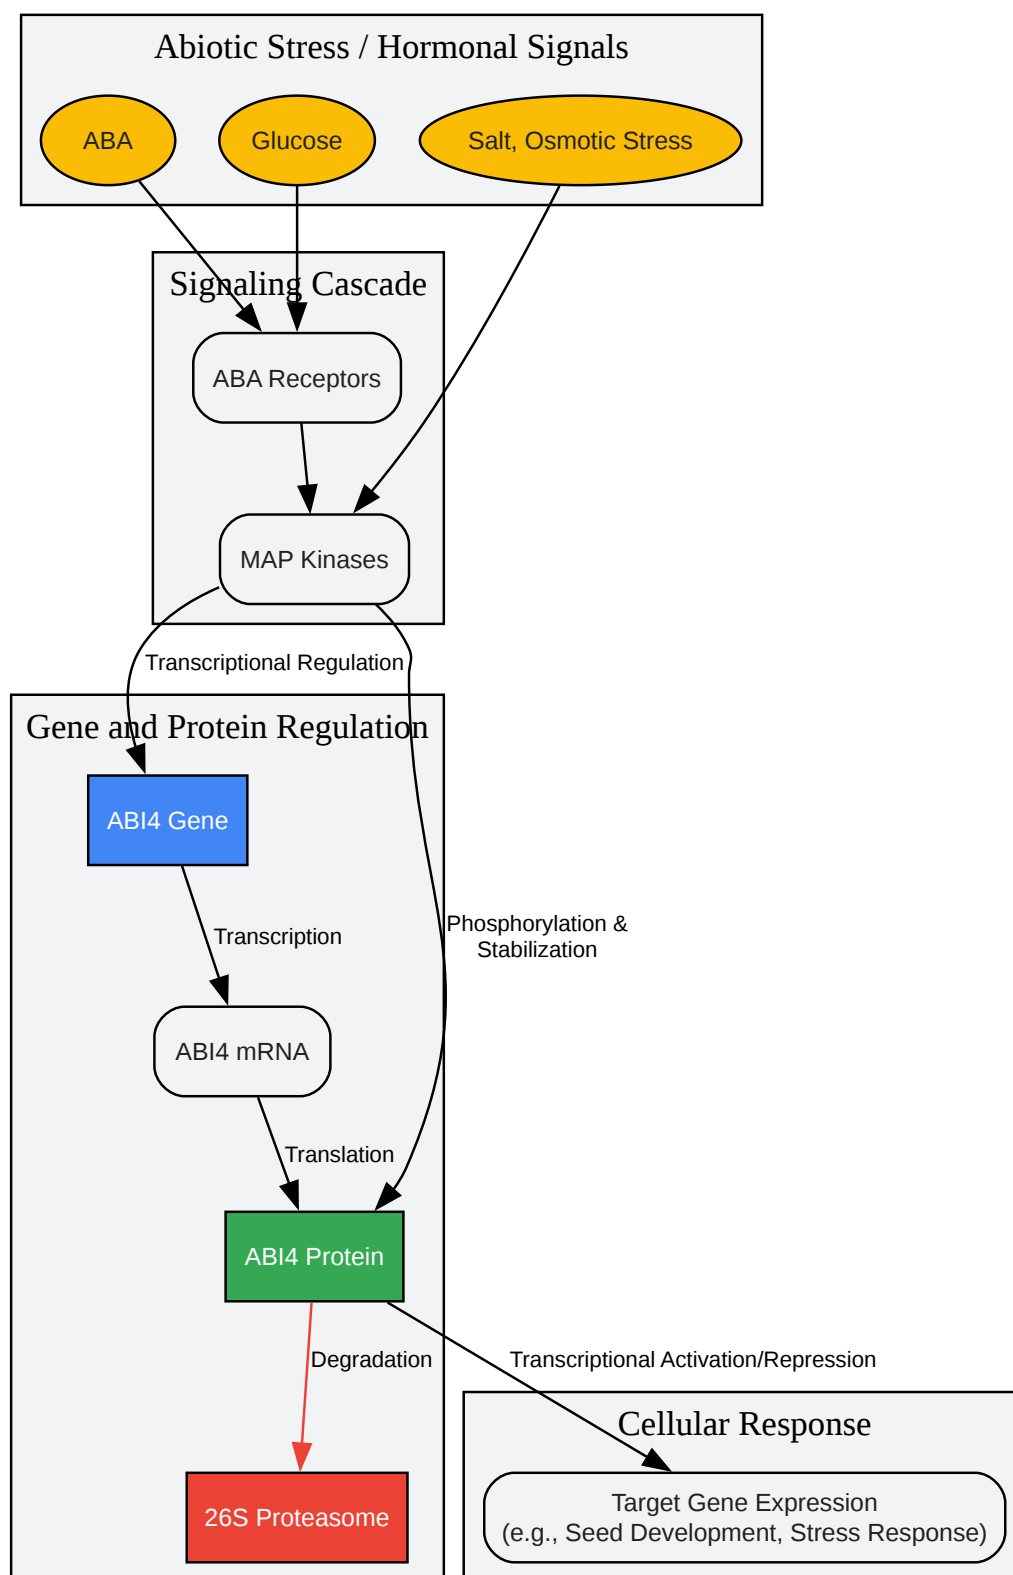 Abiotic Stress / Hormonal Signals
ABA
Glucose
Salt, Osmotic Stress
Signaling Cascade
ABA Receptors
MAP Kinases
Transcriptional Regulation
Gene and Protein Regulation
ABI4 Gene
Phosphorylation &
Stabilization
Transcription
ABI4 mRNA
Translation
ABI4 Protein
Degradation
Transcriptional Activation/Repression
Cellular Response
26S Proteasome
Target Gene Expression
(e.g., Seed Development, Stress Response)